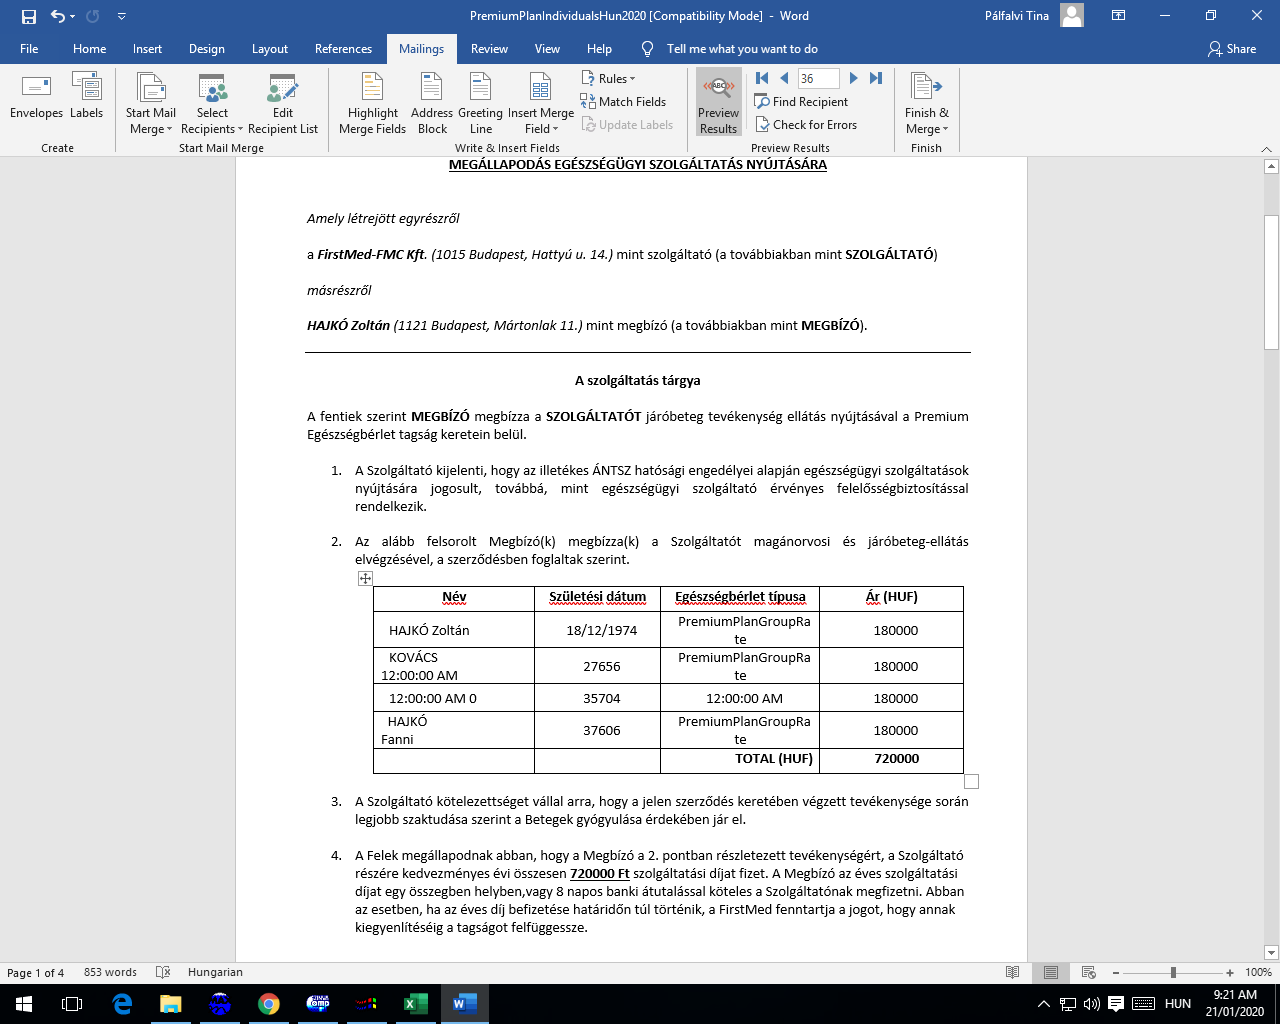 PremiumPlanIndividualsHun2020 [Compatibility Mode] - Word
Pálfalvi Tina
File Home Insert Design Layout References Mailings Review View Help Tell me what you want to do Share
Envelopes Labels
Create
Start Mail Merge
Select Recipients
Edit Recipient List
Start Mail Merge
Highlight Merge Fields
Address Block
Greeting Line
Insert Merge Field
Rules
Match Fields
Update Labels
Write & Insert Fields
ABC
Preview Results
36
Find Recipient
Check for Errors
Preview Results
Finish & Merge
Finish
MEGÁLLAPODÁS EGÉSZSÉGÜGYI SZOLGÁLTATÁS NYÚJTÁSÁRA
Amely létrejött egyrészről
a FirstMed-FMC Kft. (1015 Budapest, Hattyú u. 14.) mint szolgáltató (a továbbiakban mint SZOLGÁLTATÓ)
másrészről
HAJKÓ Zoltán (1121 Budapest, Mártonlak 11.) mint megbízó (a továbbiakban mint MEGBÍZÓ).
A szolgáltatás tárgya
A fentiek szerint MEGBÍZÓ megbízza a SZOLGÁLTATÓT járóbeteg tevékenység ellátás nyújtásával a Premium
Egészségbérlet tagság keretein belül.
1. A Szolgáltató kijelenti, hogy az illetékes ÁNTSZ hatósági engedélyei alapján egészségügyi szolgáltatások
nyújtására jogosult, továbbá, mint egészségügyi szolgáltató érvényes felelősségbiztosítással
rendelkezik.
2. Az alább felsorolt Megbízó(k) megbízza(k) a Szolgáltatót magánorvosi és járóbeteg-ellátás
elvégzésével, a szerződésben foglaltak szerint.
Név Születési dátum Egészségbérlet típusa Ár (HUF)
HAJKÓ Zoltán 18/12/1974 PremiumPlanGroupRa
te 180000
KOVÁCS
12:00:00 AM 27656 PremiumPlanGroupRa
te 180000
12:00:00 AM 0 35704 12:00:00 AM 180000
HAJKÓ
Fanni 37606 PremiumPlanGroupRa
te 180000
TOTAL (HUF) 720000
3. A Szolgáltató kötelezettséget vállal arra, hogy a jelen szerződés keretében végzett tevékenysége során
legjobb szaktudása szerint a Betegek gyógyulása érdekében jár el.
4. A Felek megállapodnak abban, hogy a Megbízó a 2. pontban részletezett tevékenységért, a Szolgáltató
részére kedvezményes évi összesen 720000 Ft szolgáltatási díjat fizet. A Megbízó az éves szolgáltatási
díjat egy összegben helyben,vagy 8 napos banki átutalással köteles a Szolgáltatónak megfizetni. Abban
az esetben, ha az éves díj befizetése határidőn túl történik, a FirstMed fenntartja a jogot, hogy annak
kiegyenlítéséig a tagságot felfüggessze.
Page 1 of 4 853 words Hungarian 100%
HUN 9:21 AM
21/01/2020